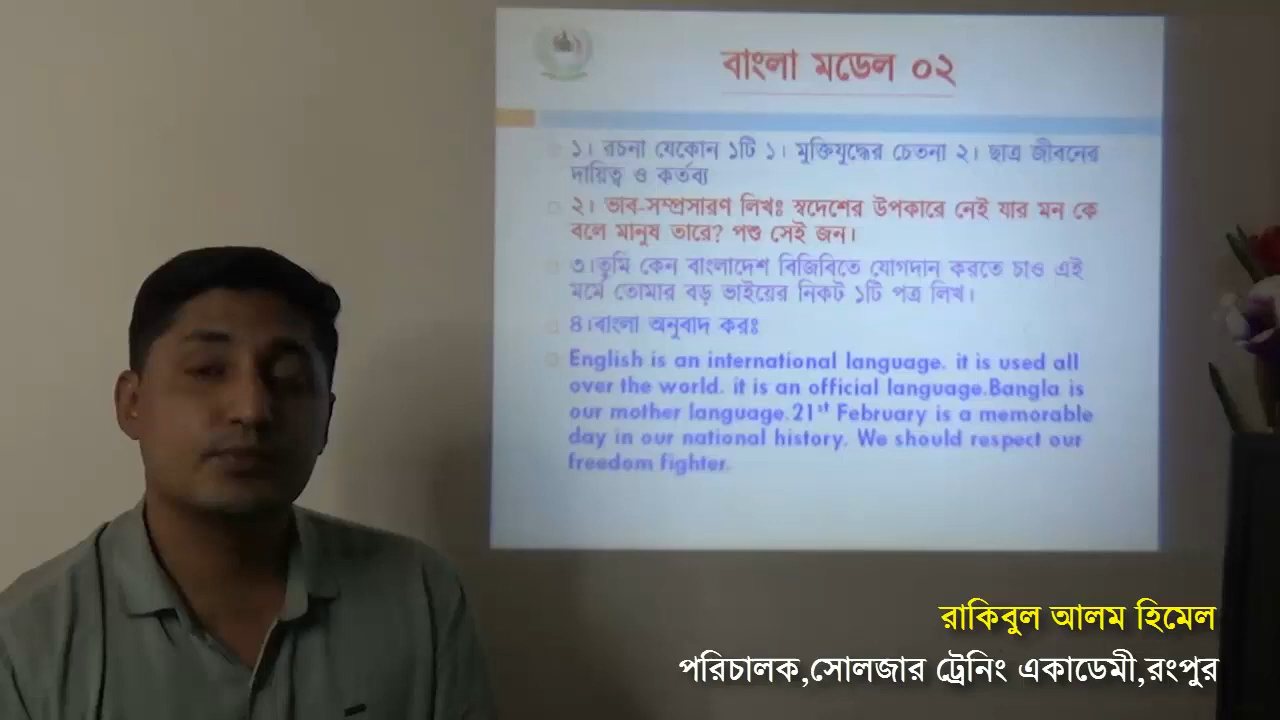 বাংলা মডেল ০২
১। রচনা যেকোন ১টি ১। মুক্তিযুদ্ধের চেতনা ২। ছাত্র জীবনের
দায়িত্ব ও কর্তব্য
২। ভাব-সম্প্রসারণ লিখঃ স্বদেশের উপকারে নেই যার মন কে
বলে মানুষ তারে? পশু সেই জন।
৩।তুমি কেন বাংলাদেশ বিজিবিতে যোগদান করতে চাও এই
মর্মে তোমার বড় ভাইয়ের নিকট ১টি পত্র লিখ।
৪।বাংলা অনুবাদ করঃ
English is an international language. it is used all
over the world. it is an official language.Bangla is
our mother language.21st February is a memorable
day in our national history. We should respect our
freedom fighter.
রাকিবুল আলম হিমেল
পরিচালক,সোলজার ট্রেনিং একাডেমী,রংপুর